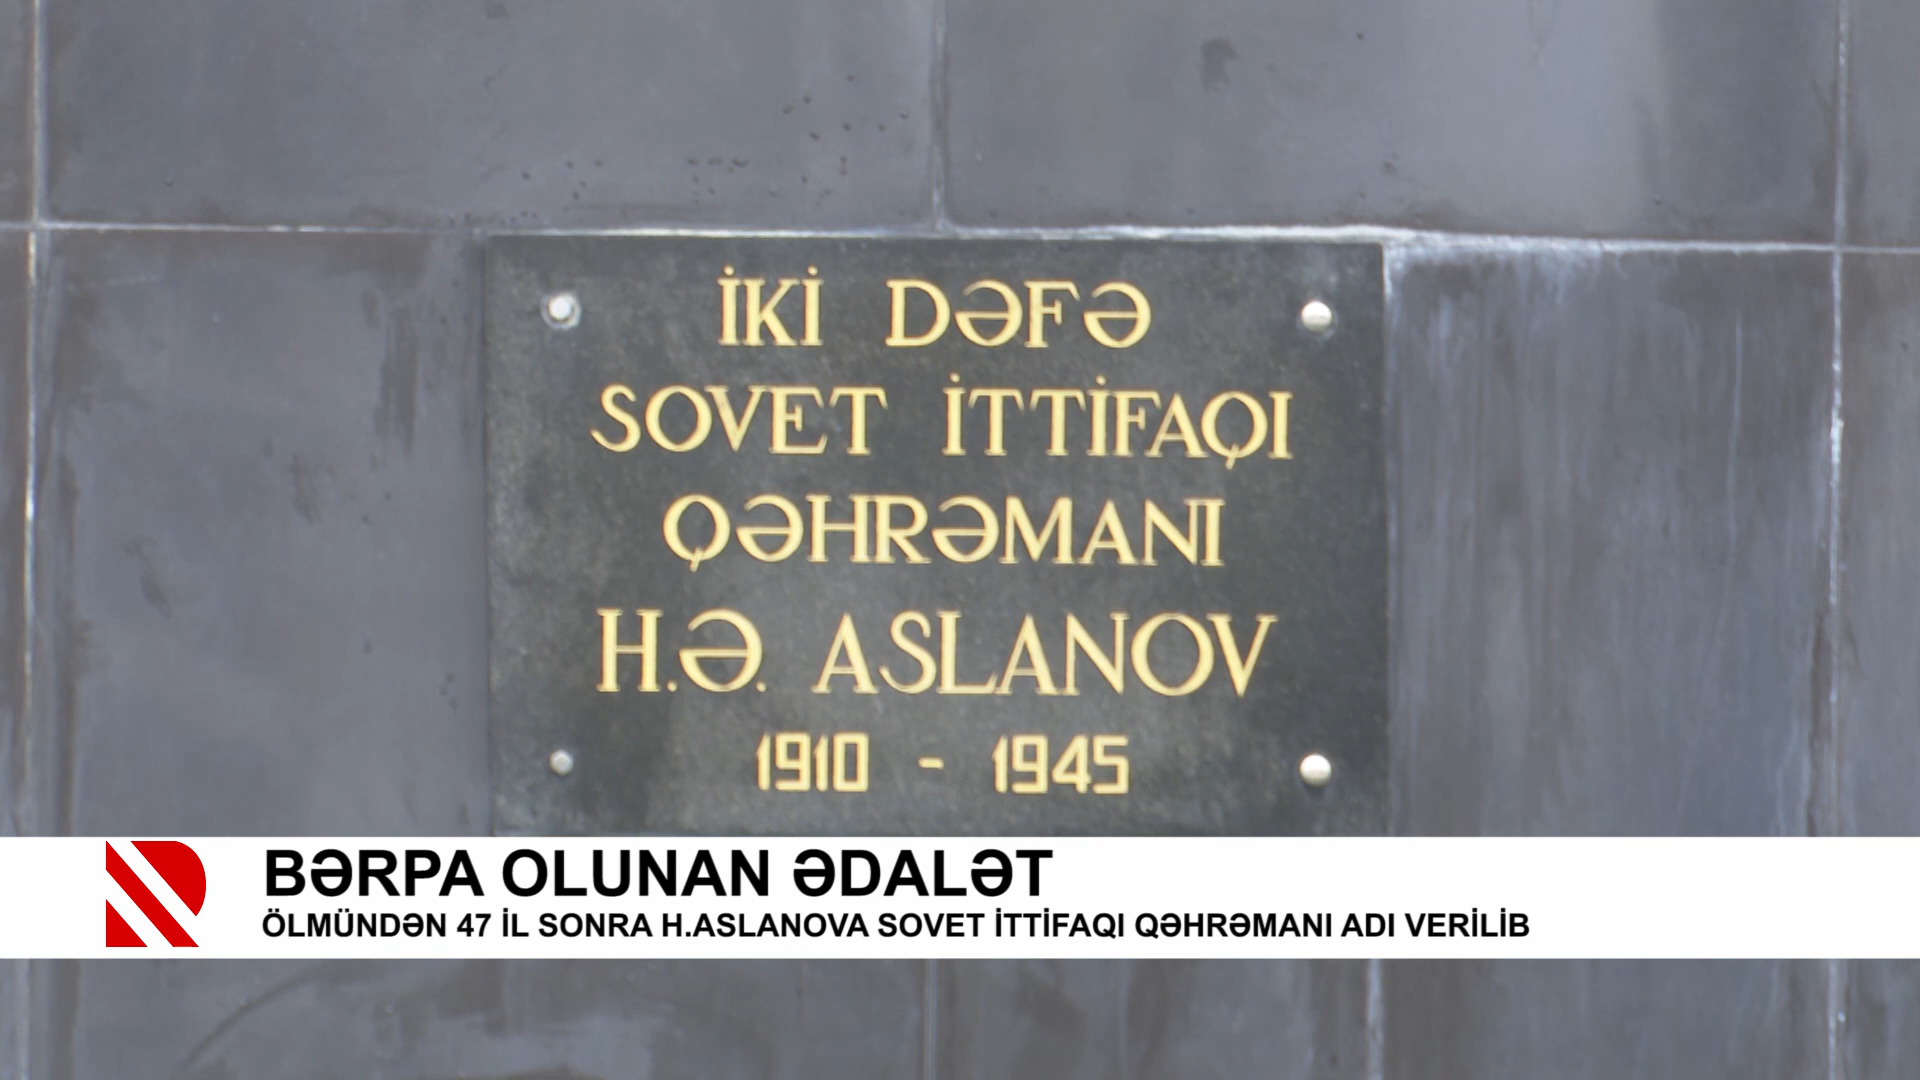 İKİ DƏFƏ
SOVET İTTİFAQI
QƏHRƏMANI
H.Ə. ASLANOV
1910 - 1945
BƏRPA OLUNAN ƏDALƏT
ÖLMÜNDƏN 47 İL SONRA H.ASLANOVA SOVET İTTİFAQI QƏHRƏMANI ADI VERİLİB